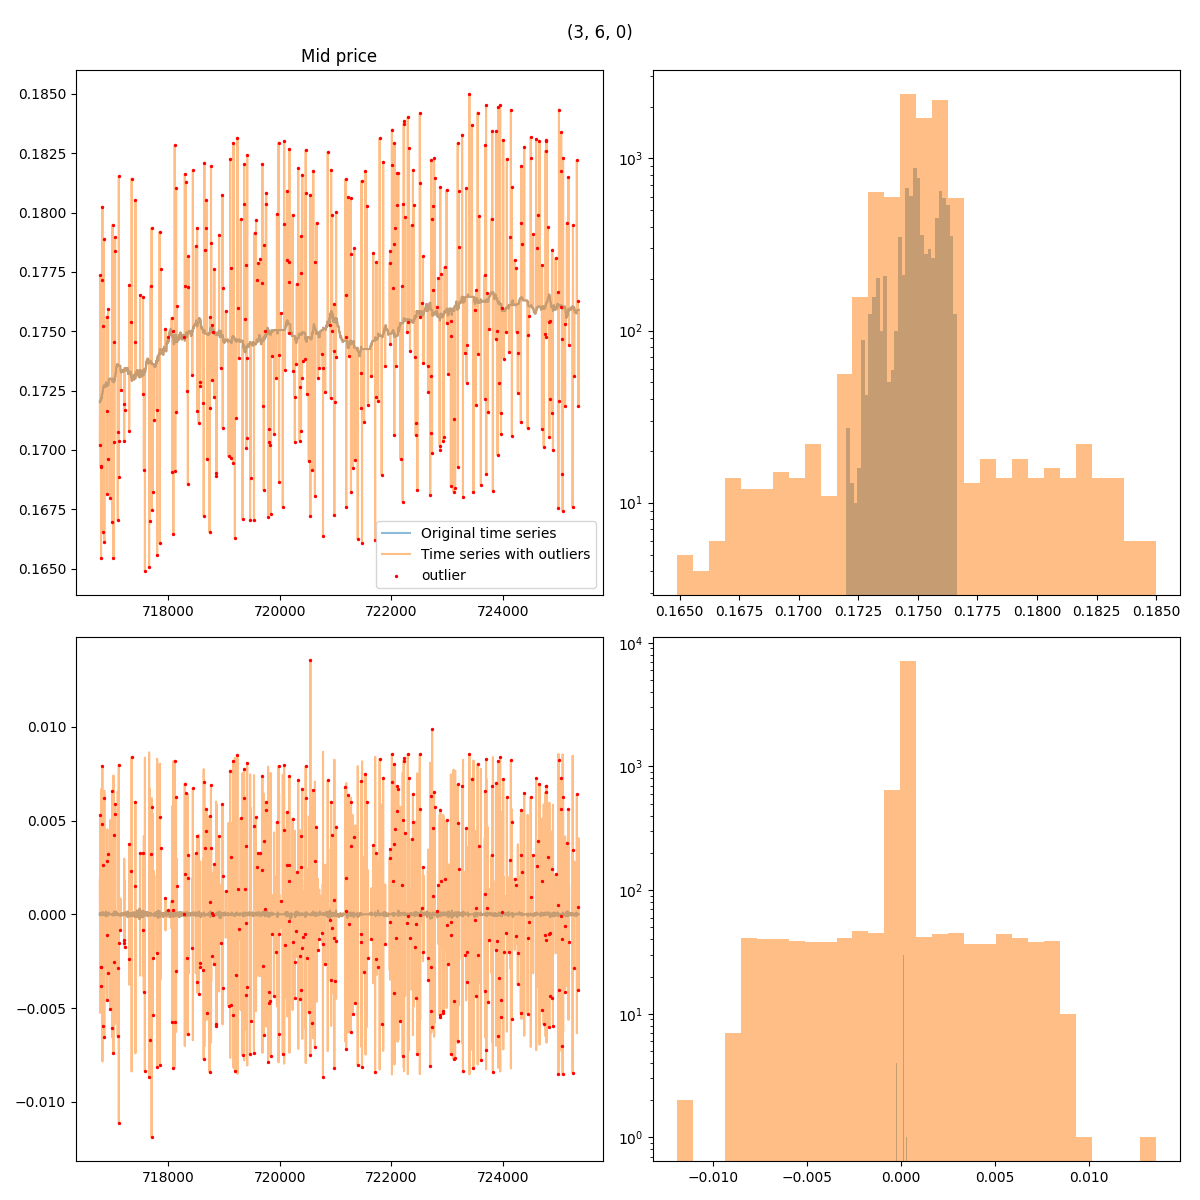 (3, 6, 0)
Mid price
0.1850
0.1825
0.1800
0.1775
0.1750
0.1725
0.1700
0.1675
0.1650
Original time series
Time series with outliers
outlier
718000 720000 722000 724000
10³
10²
10¹
0.1650 0.1675 0.1700 0.1725 0.1750 0.1775 0.1800 0.1825 0.1850
0.010
0.005
0.000
−0.005
−0.010
718000 720000 722000 724000
10⁴
10³
10²
10¹
10⁰
−0.010 −0.005 0.000 0.005 0.010